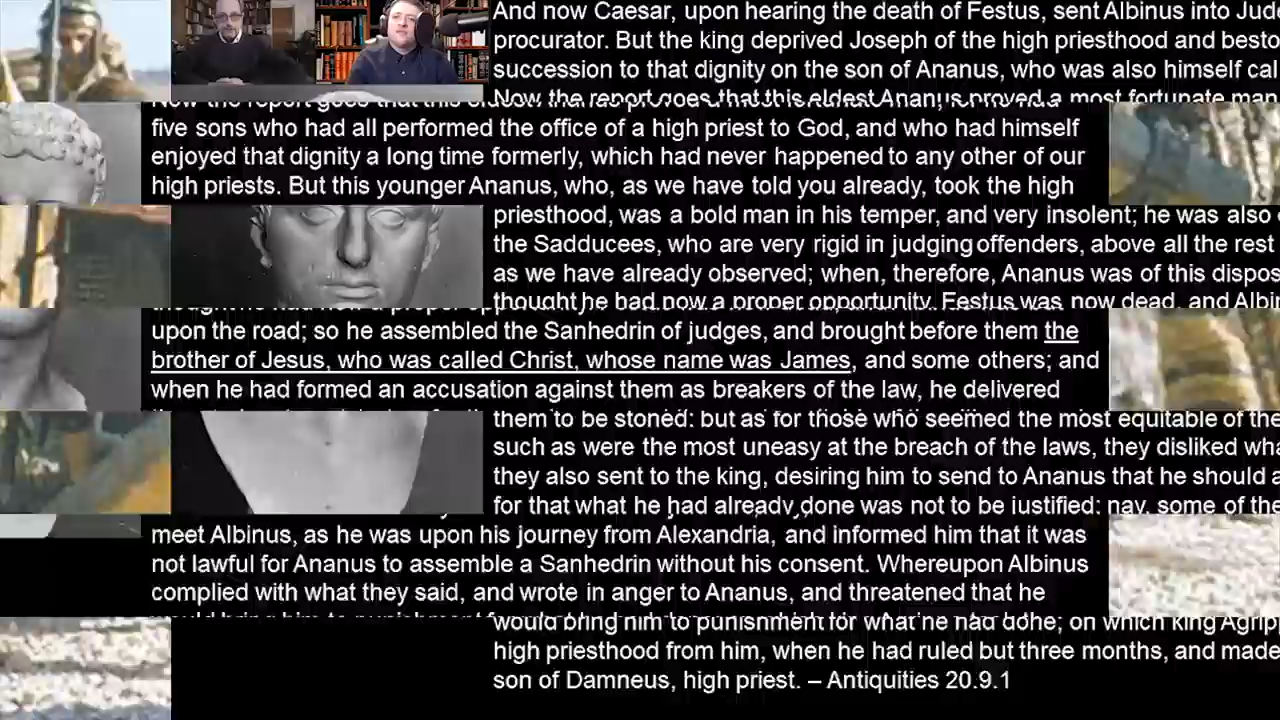 And now Caesar, upon hearing the death of Festus, sent Albinus into Jude
procurator. But the king deprived Joseph of the high priesthood and besto
succession to that dignity on the son of Ananus, who was also himself cal
Now the report goes that this eldest Ananus proved a most fortunate man
five sons who had all performed the office of a high priest to God, and who had himself
enjoyed that dignity a long time formerly, which had never happened to any other of our
high priests. But this younger Ananus, who, as we have told you already, took the high
priesthood, was a bold man in his temper, and very insolent; he was also
the Sadducees, who are very rigid in judging offenders, above all the rest
as we have already observed; when, therefore, Ananus was of this dispos
thought he had now a proper opportunity. Festus was now dead, and Albi
upon the road; so he assembled the Sanhedrin of judges, and brought before them the
brother of Jesus, who was called Christ, whose name was James, and some others; and
when he had formed an accusation against them as breakers of the law, he delivered
them to be stoned: but as for those who seemed the most equitable of the
such as were the most uneasy at the breach of the laws, they disliked wha
they also sent to the king, desiring him to send to Ananus that he should a
for that what he had already done was not to be justified: nay, some of the
meet Albinus, as he was upon his journey from Alexandria, and informed him that it was
not lawful for Ananus to assemble a Sanhedrin without his consent. Whereupon Albinus
complied with what they said, and wrote in anger to Ananus, and threatened that he
would bring him to punishment for what he had done; on which king Agrip
high priesthood from him, when he had ruled but three months, and made
son of Damneus, high priest. – Antiquities 20.9.1